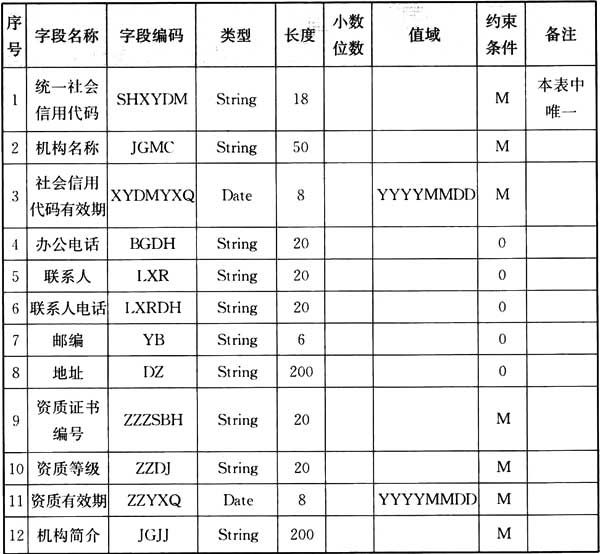 序号 字段名称 字段编码 类型 长度 小数位数 值域 约束条件 备注
1 统一社会信用代码 SHXYDM String 18 M 本表中唯一
2 机构名称 JGMC String 50 M
3 社会信用代码有效期 XYDMYXQ Date 8 YYYYMMDD M
4 办公电话 BGDH String 20 0
5 联系人 LXR String 20 0
6 联系人电话 LXRDH String 20 0
7 邮编 YB String 6 0
8 地址 DZ String 200 0
9 资质证书编号 ZZZSBH String 20 M
10 资质等级 ZZDJ String 20 M
11 资质有效期 ZZYXQ Date 8 YYYYMMDD M
12 机构简介 JGJJ String 200 M